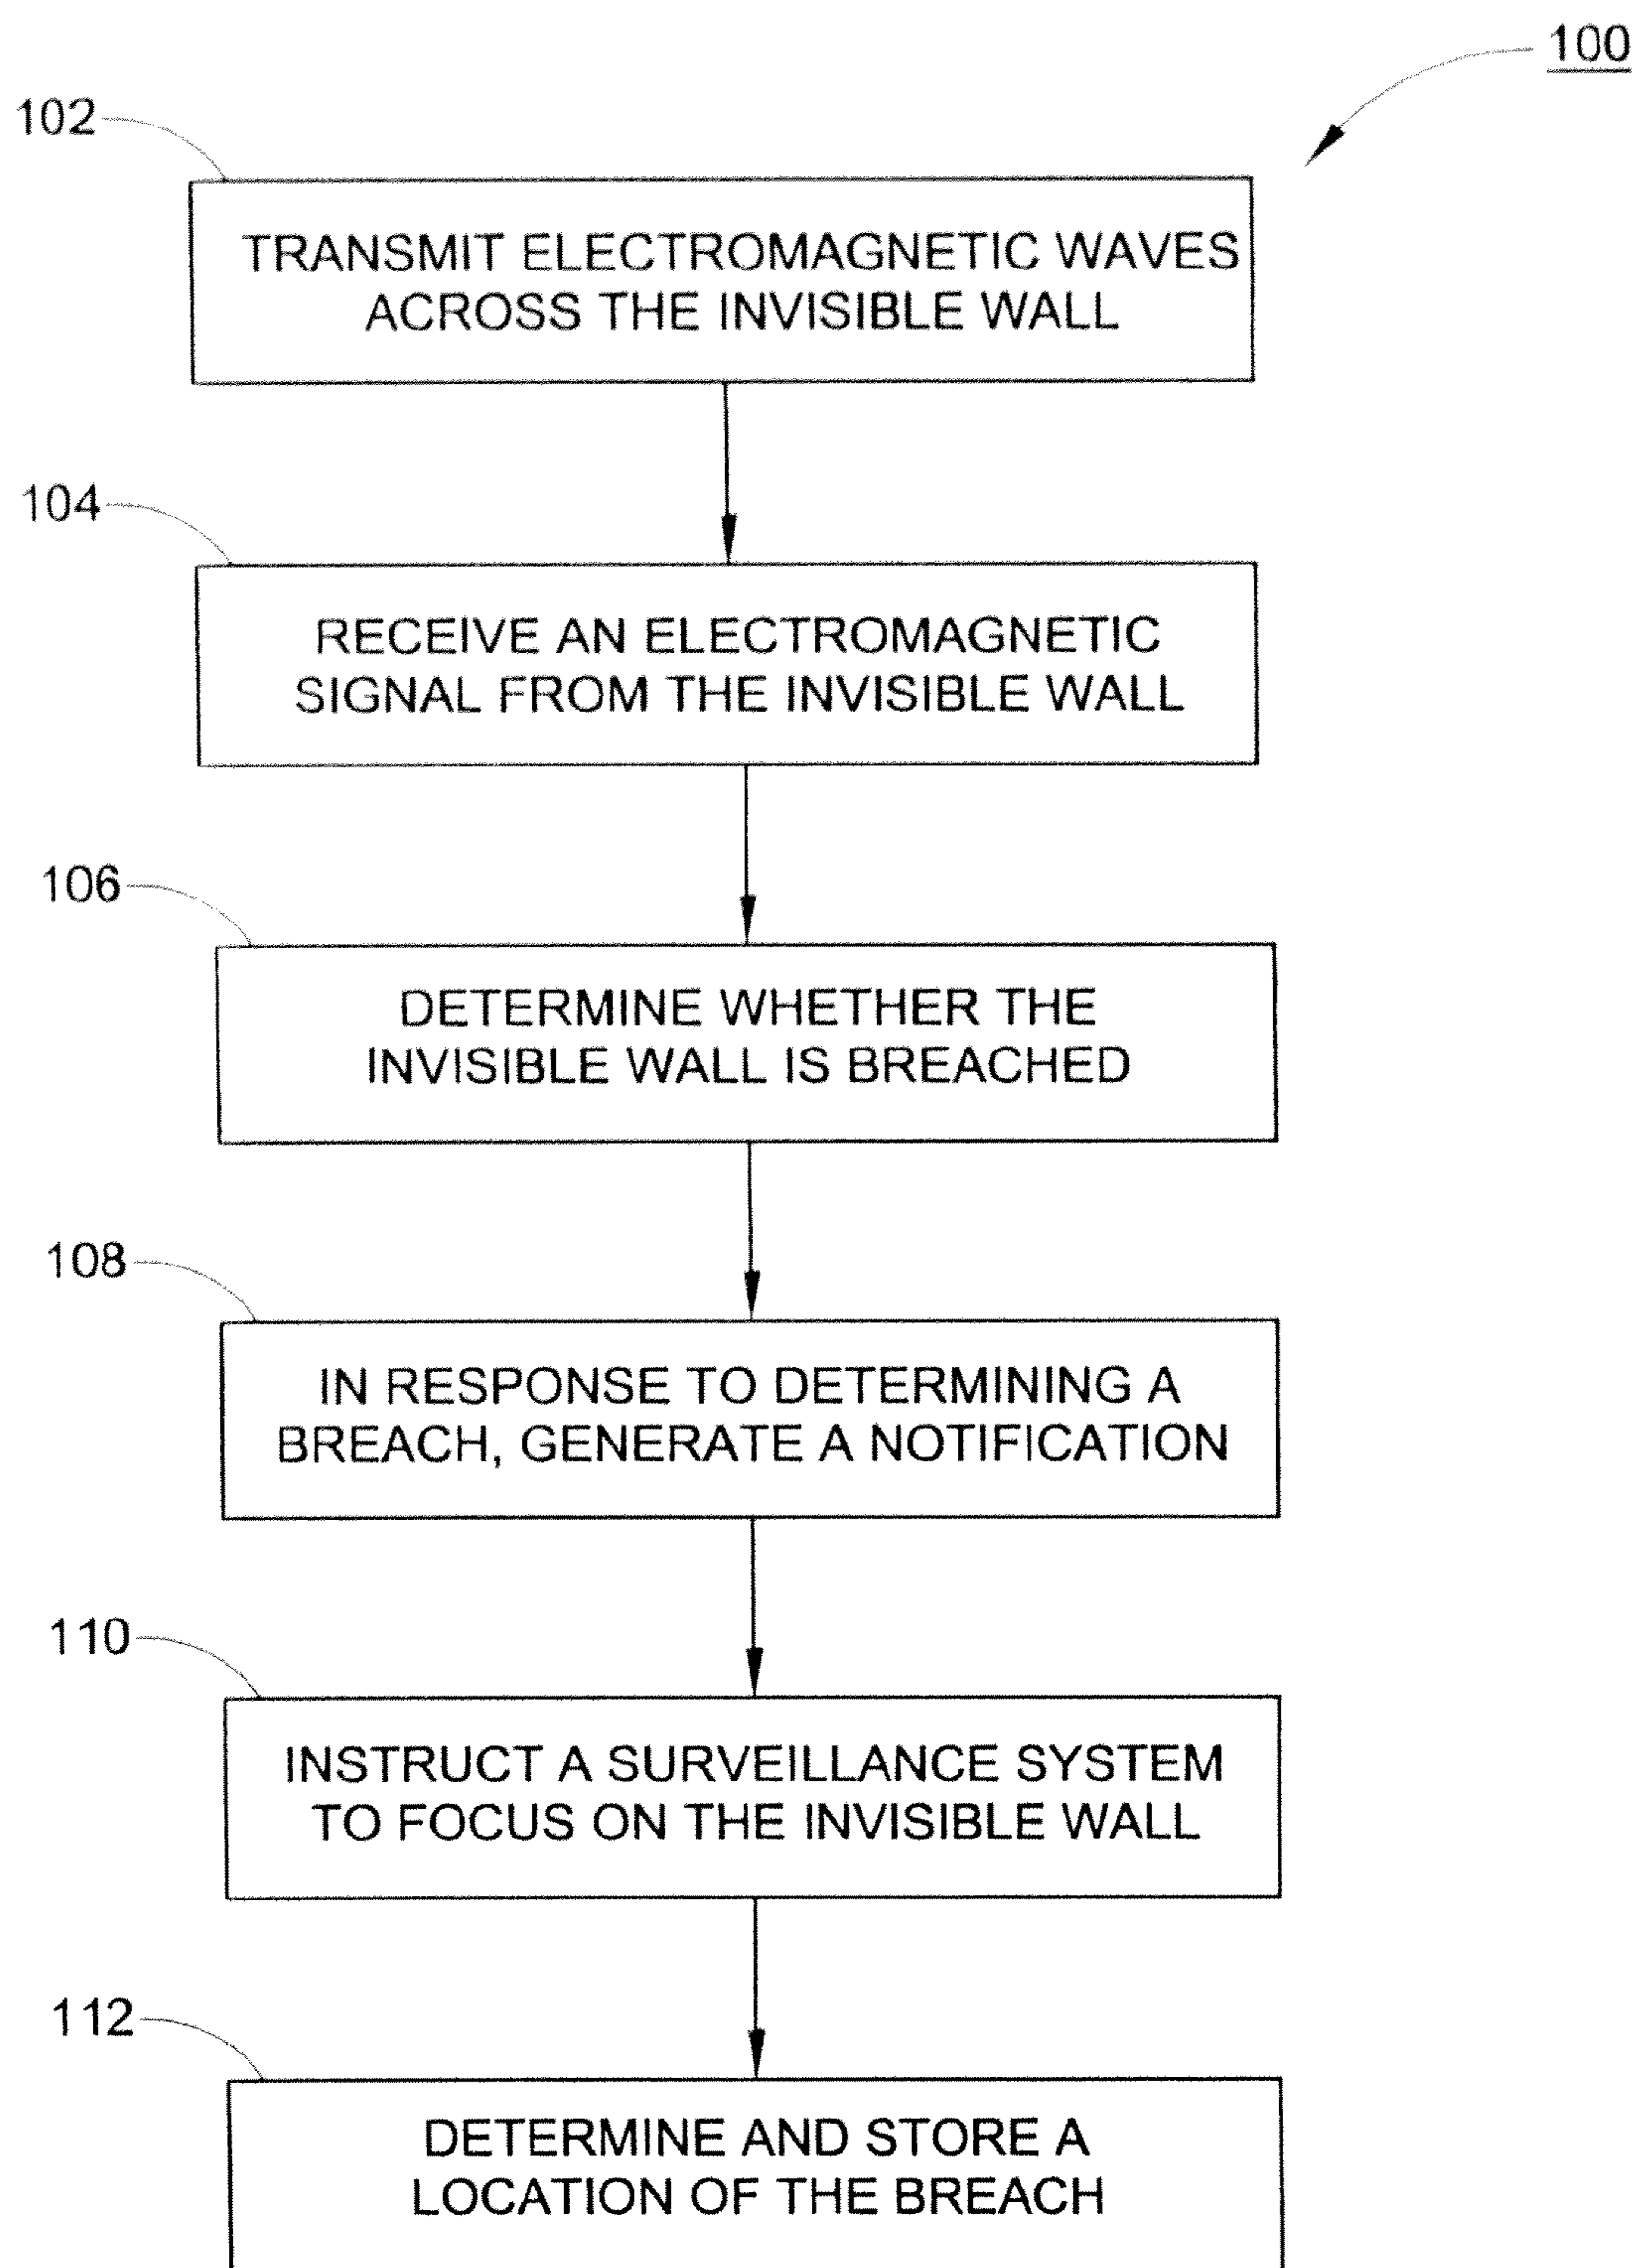 100
102
TRANSMIT ELECTROMAGNETIC WAVES
ACROSS THE INVISIBLE WALL
104
RECEIVE AN ELECTROMAGNETIC
SIGNAL FROM THE INVISIBLE WALL
106
DETERMINE WHETHER THE
INVISIBLE WALL IS BREACHED
108
IN RESPONSE TO DETERMINING A
BREACH, GENERATE A NOTIFICATION
110
INSTRUCT A SURVEILLANCE SYSTEM
TO FOCUS ON THE INVISIBLE WALL
112
DETERMINE AND STORE A
LOCATION OF THE BREACH